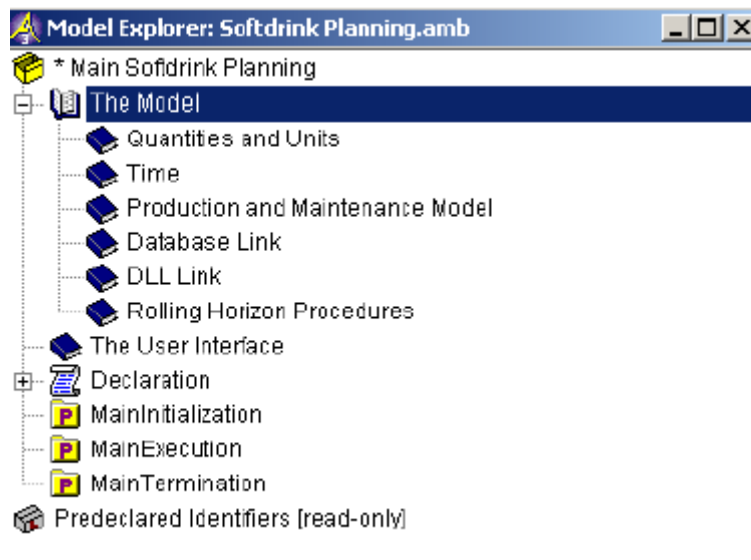 Model Explorer: Softdrink Planning.amb
* Main Softdrink Planning
The Model
Quantities and Units
Time
Production and Maintenance Model
Database Link
DLL Link
Rolling Horizon Procedures
The User Interface
Declaration
P MainInitialization
P MainExecution
P MainTermination
Predeclared Identifiers [read-only]